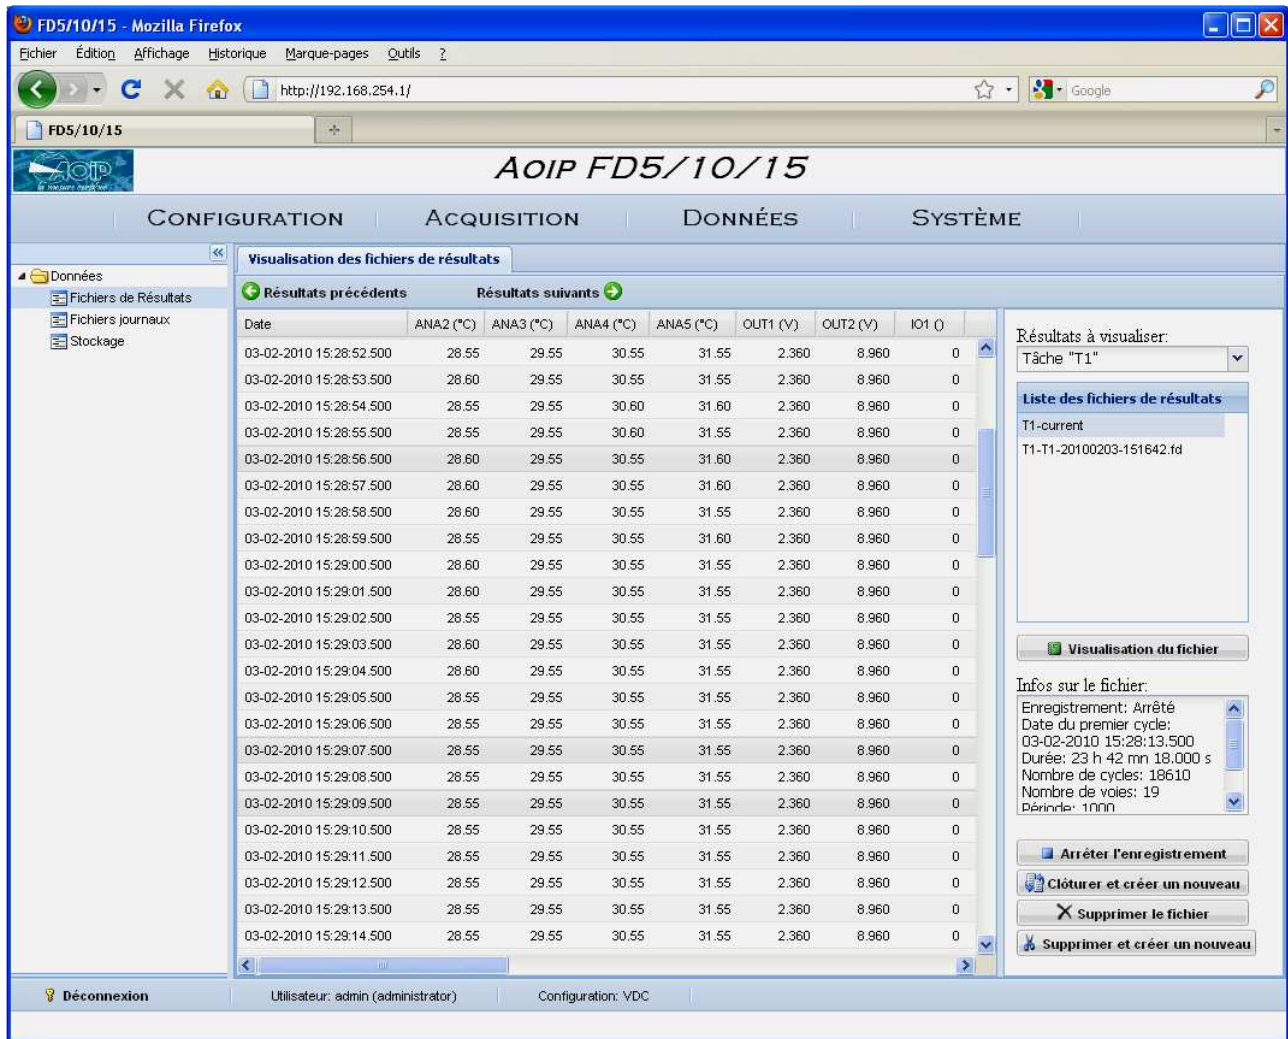 FD5/10/15 - Mozilla Firefox
Fichier Édition Affichage Historique Marque-pages Outils ?
http://192.168.254.1/
Google
FD5/10/15
AOIP
AOIP FD5/10/15
CONFIGURATION ACQUISITION DONNÉES SYSTÈME
Visualisation des fichiers de résultats
Données
Fichiers de Résultats
Fichiers journaux
Stockage
Résultats précédents Résultats suivants
Date ANA2 (°C) ANA3 (°C) ANA4 (°C) ANA5 (°C) OUT1 (V) OUT2 (V) IO1 ()
03-02-2010 15:28:52.500 28.55 29.55 30.55 31.55 2.360 8.960 0
03-02-2010 15:28:53.500 28.60 29.55 30.55 31.55 2.360 8.960 0
03-02-2010 15:28:54.500 28.55 29.55 30.60 31.60 2.360 8.960 0
03-02-2010 15:28:55.500 28.55 29.55 30.60 31.55 2.360 8.960 0
03-02-2010 15:28:56.500 28.60 29.55 30.55 31.60 2.360 8.960 0
03-02-2010 15:28:57.500 28.60 29.55 30.55 31.60 2.360 8.960 0
03-02-2010 15:28:58.500 28.60 29.55 30.55 31.55 2.360 8.960 0
03-02-2010 15:28:59.500 28.55 29.55 30.55 31.60 2.360 8.960 0
03-02-2010 15:29:00.500 28.60 29.55 30.55 31.55 2.360 8.960 0
03-02-2010 15:29:01.500 28.60 29.55 30.55 31.55 2.360 8.960 0
03-02-2010 15:29:02.500 28.55 29.55 30.55 31.55 2.360 8.960 0
03-02-2010 15:29:03.500 28.60 29.55 30.55 31.55 2.360 8.960 0
03-02-2010 15:29:04.500 28.60 29.55 30.55 31.55 2.360 8.960 0
03-02-2010 15:29:05.500 28.55 29.55 30.55 31.55 2.360 8.960 0
03-02-2010 15:29:06.500 28.55 29.55 30.55 31.55 2.360 8.960 0
03-02-2010 15:29:07.500 28.55 29.55 30.55 31.55 2.360 8.960 0
03-02-2010 15:29:08.500 28.55 29.55 30.55 31.55 2.360 8.960 0
03-02-2010 15:29:09.500 28.55 29.55 30.55 31.55 2.360 8.960 0
03-02-2010 15:29:10.500 28.55 29.55 30.55 31.55 2.360 8.960 0
03-02-2010 15:29:11.500 28.55 29.55 30.55 31.55 2.360 8.960 0
03-02-2010 15:29:12.500 28.55 29.55 30.55 31.55 2.360 8.960 0
03-02-2010 15:29:13.500 28.55 29.55 30.55 31.55 2.360 8.960 0
03-02-2010 15:29:14.500 28.55 29.55 30.55 31.55 2.360 8.960 0
Résultats à visualiser:
Tâche "T1"
Liste des fichiers de résultats
T1-current
T1-T1-20100203-151642.fd
Visualisation du fichier
Infos sur le fichier:
Enregistrement: Arrêté
Date du premier cycle:
03-02-2010 15:28:13.500
Durée: 23 h 42 mn 18.000 s
Nombre de cycles: 18610
Nombre de voies: 19
Période: 1000
Arrêter l'enregistrement
Clôturer et créer un nouveau
Supprimer le fichier
Supprimer et créer un nouveau
Déconnexion Utilisateur: admin (administrator) Configuration: VDC